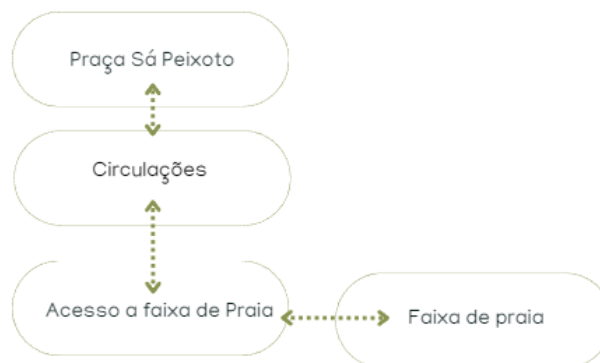 Praça Sá Peixoto
Circulações
Acesso a faixa de Praia
Faixa de praia